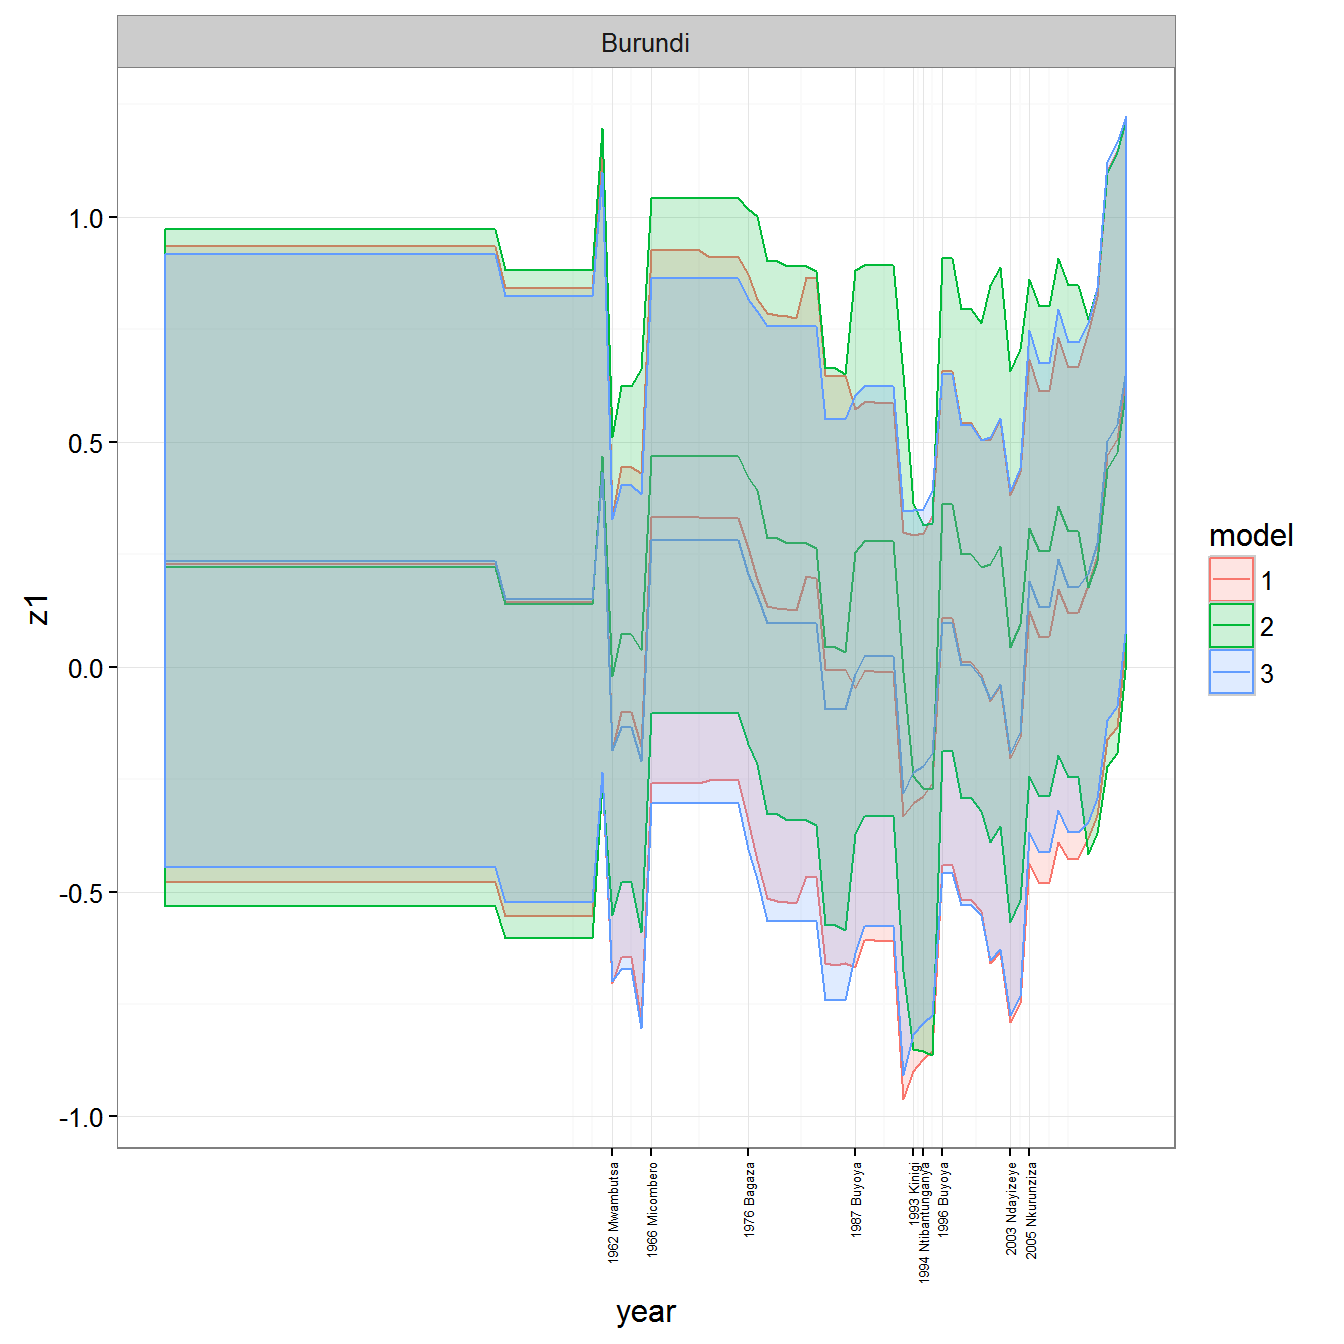 Burundi
1.0
0.5
0.0
-0.5
-1.0
z1
1962 Mwambutsa
1966 Micombero
1976 Bagaza
1987 Buyoya
1993 Kinigi
1994 Ntibantunganya
1996 Buyoya
2003 Ndayizeye
2005 Nkurunziza
year
model
1
2
3